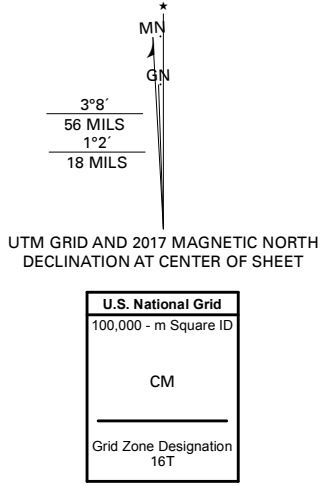 MN
GN
3°8´
56 MILS
1°2´
18 MILS
UTM GRID AND 2017 MAGNETIC NORTH
DECLINATION AT CENTER OF SHEET
U.S. National Grid
100,000 - m Square ID
CM
Grid Zone Designation
16T